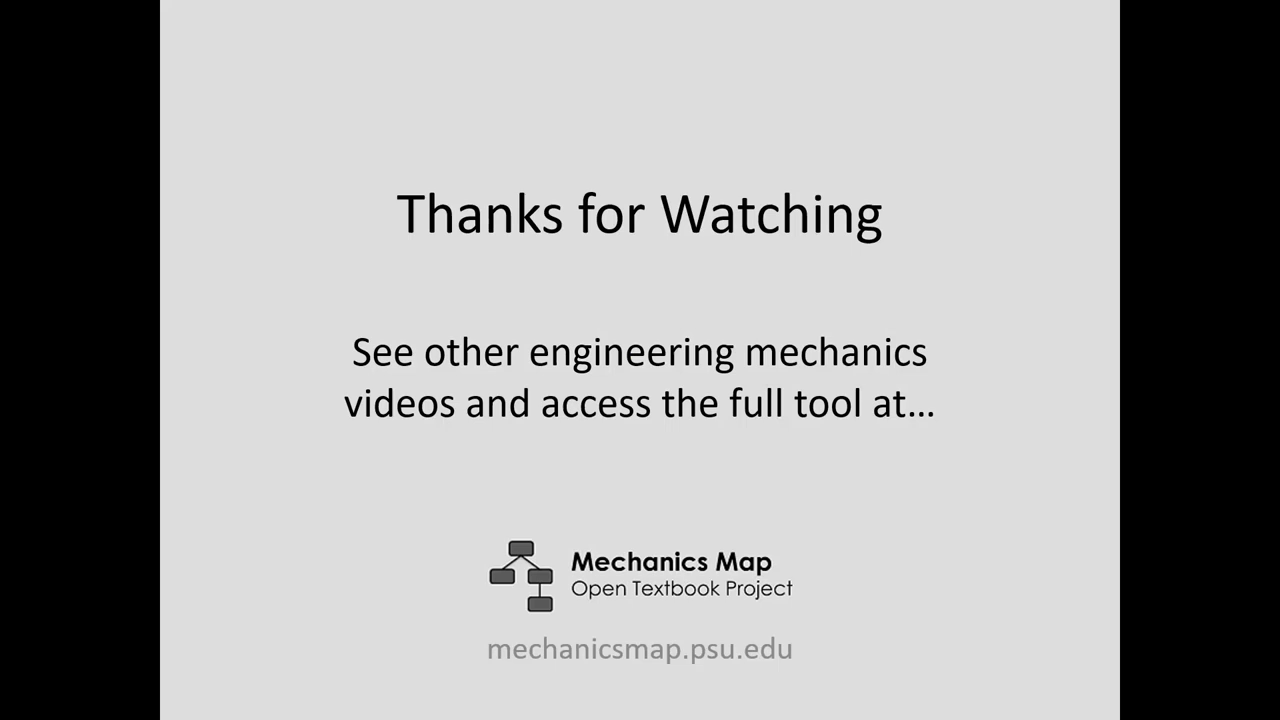 Thanks for Watching
See other engineering mechanics
videos and access the full tool at...
Mechanics Map
Open Textbook Project
mechanicsmap.psu.edu